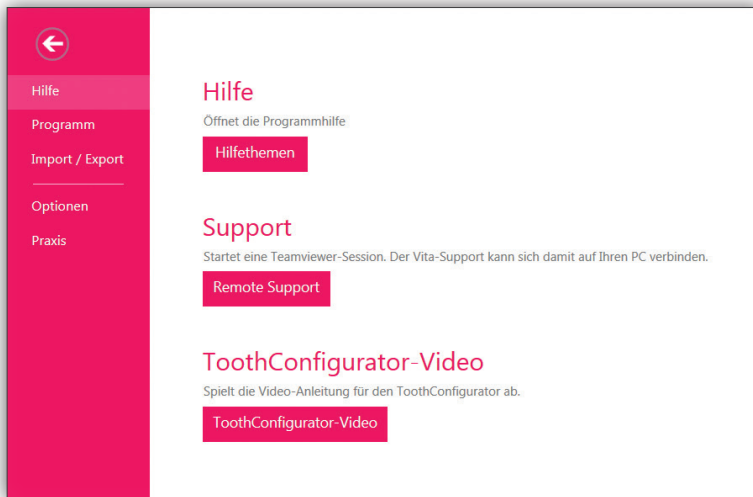 Hilfe
Programm
Import / Export
Optionen
Praxis
Hilfe
Öffnet die Programmhilfe
Hilfethemen
Support
Startet eine Teamviewer-Session. Der Vita-Support kann sich damit auf Ihren PC verbinden.
Remote Support
ToothConfigurator-Video
Spielt die Video-Anleitung für den ToothConfigurator ab.
ToothConfigurator-Video